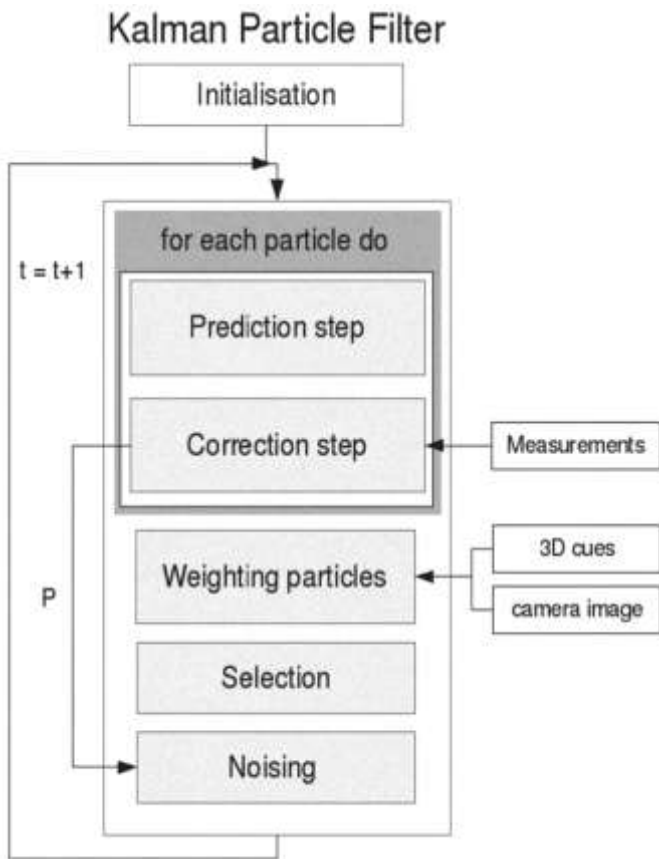 Kalman Particle Filter
Initialisation
for each particle do
t = t+1
Prediction step
Correction step
Measurements
3D cues
Weighting particles
P
camera image
Selection
Noising